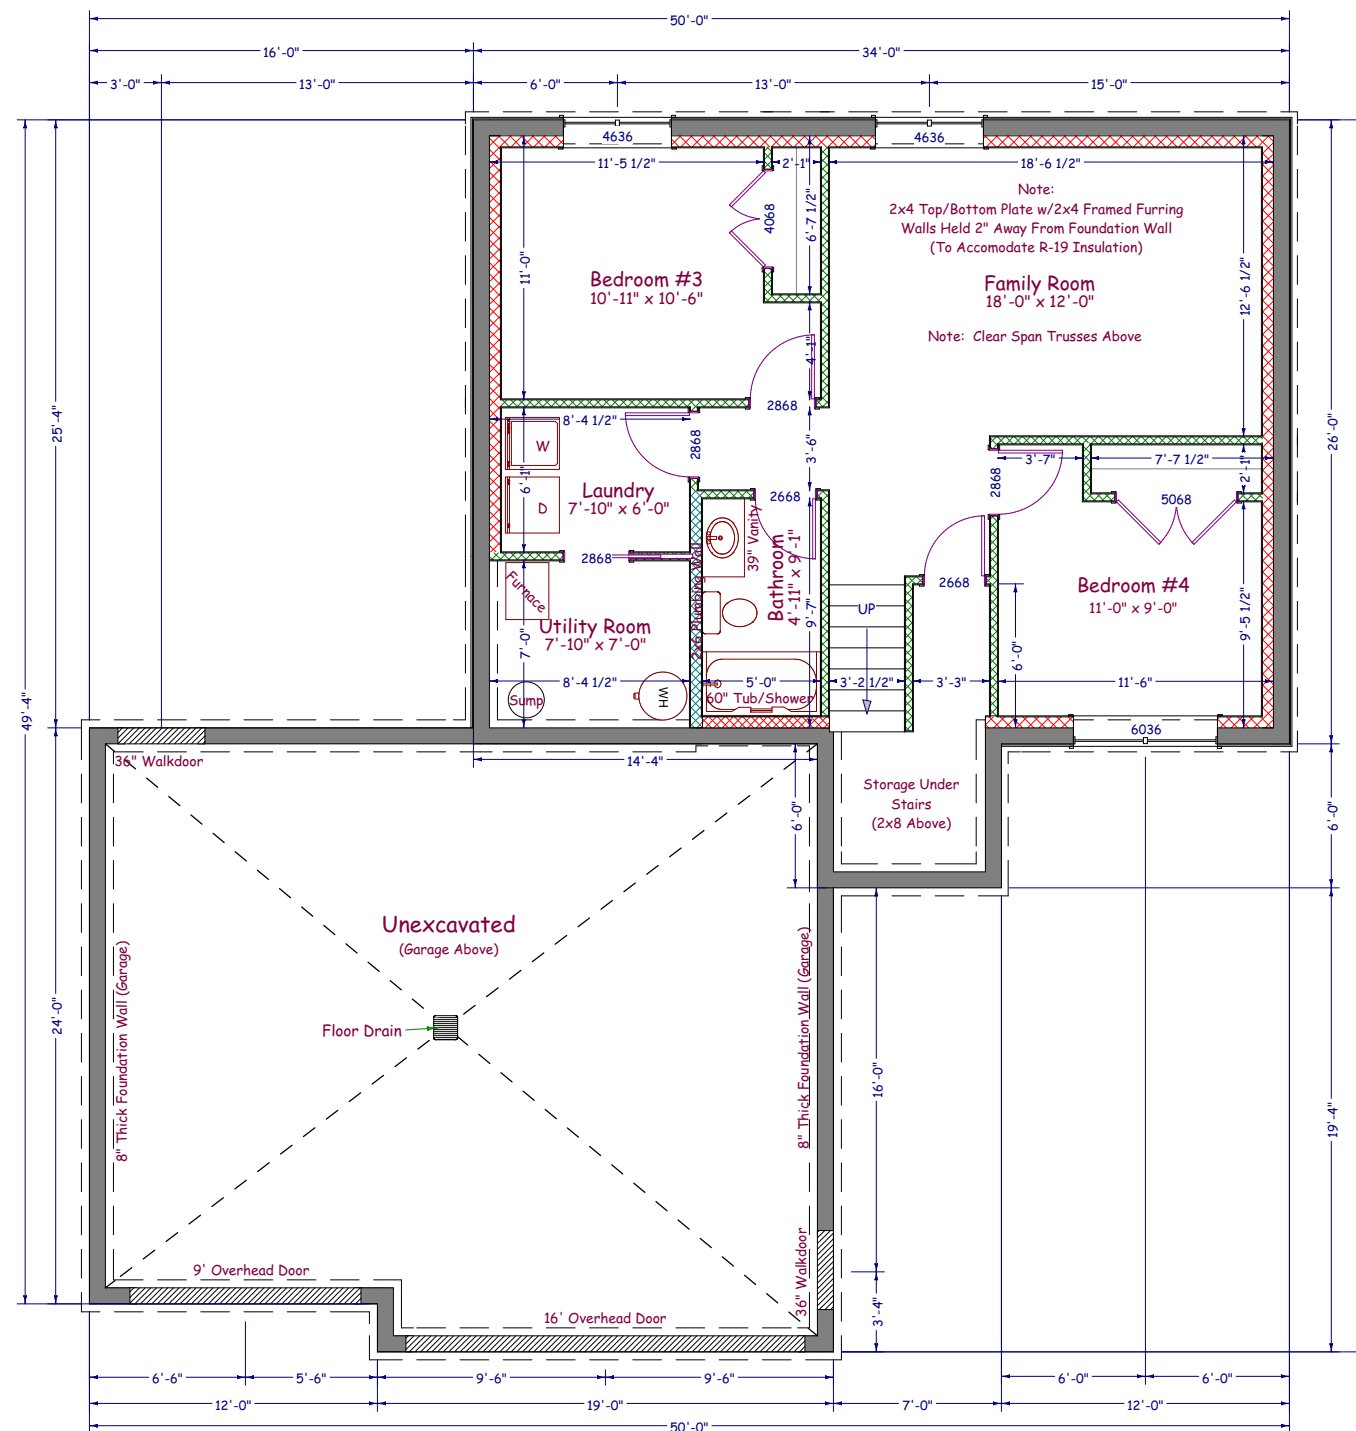 50'-0"
16'-0"
34'-0"
3'-0"
13'-0"
6'-0"
13'-0"
15'-0"
4636
4636
11'-5 1/2"
2'-1"
18'-6 1/2"
Note:
2x4 Top/Bottom Plate w/2x4 Framed Furring
Walls Held 2" Away From Foundation Wall
(To Accomodate R-19 Insulation)
4068
6'-7 1/2"
11'-0"
Bedroom #3
10'-11" x 10'-6"
Family Room
18'-0" x 12'-0"
12'-6 1/2"
Note: Clear Span Trusses Above
4'-1"
2868
25'-4"
26'-0"
8'-4 1/2"
W
2868
3'-6"
6'-1"
Laundry
7'-10" x 6'-0"
D
2668
2868
3'-7"
7'-7 1/2"
2'-1"
5068
39" Vanity
Bathroom
4'-11" x 9'-1"
2868
Furnace
2x6 Plumbing Wall
2668
Bedroom #4
11'-0" x 9'-0"
UP
9'-7"
9'-5 1/2"
Utility Room
7'-10" x 7'-0"
7'-0"
6'-0"
8'-4 1/2"
5'-0"
3'-2 1/2"
3'-3"
11'-6"
Sump
WH
60" Tub/Shower
49'-4"
6036
36" Walkdoor
14'-4"
Storage Under
Stairs
(2x8 Above)
6'-0"
6'-0"
Unexcavated
(Garage Above)
8" Thick Foundation Wall (Garage)
8" Thick Foundation Wall (Garage)
24'-0"
Floor Drain
16'-0"
19'-4"
9' Overhead Door
36" Walkdoor
16' Overhead Door
3'-4"
6'-6"
5'-6"
9'-6"
9'-6"
6'-0"
6'-0"
12'-0"
19'-0"
7'-0"
12'-0"
50'-0"